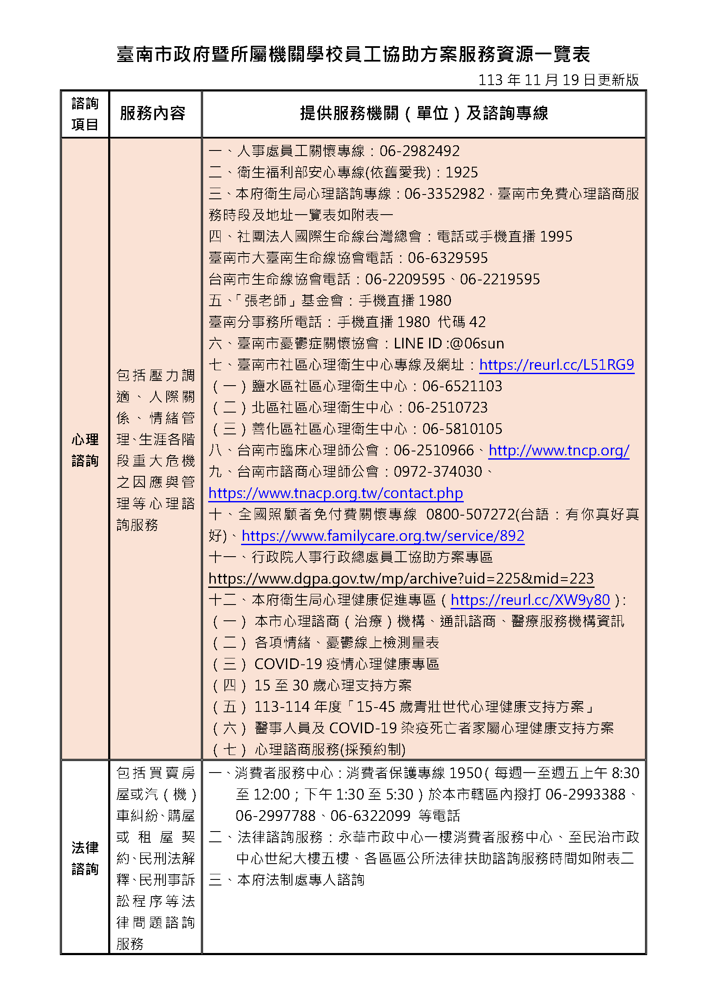 臺南市政府暨所屬機關學校員工協助方案服務資源一覽表
113 年 11 月 19 日更新版
諮詢
項目
服務內容
提供服務機關（單位）及諮詢專線
心理
諮詢
包括壓力調
適、人際關
係、情緒管
理、生涯各階
段重大危機
之因應與管
理等心理諮
詢服務
一、人事處員工關懷專線：06-2982492
二、衛生福利部安心專線(依舊愛我)：1925
三、本府衛生局心理諮詢專線：06-3352982，臺南市免費心理諮商服
務時段及地址一覽表如附表一
四、社團法人國際生命線台灣總會：電話或手機直播 1995
臺南市大臺南生命線協會電話：06-6329595
台南市生命線協會電話：06-2209595、06-2219595
五、「張老師」基金會：手機直播 1980
臺南分事務所電話：手機直播 1980 代碼 42
六、臺南市憂鬱症關懷協會：LINE ID :@06sun
七、臺南市社區心理衛生中心專線及網址：https://reurl.cc/L51RG9
（一）鹽水區社區心理衛生中心：06-6521103
（二）北區社區心理衛生中心：06-2510723
（三）善化區社區心理衛生中心：06-5810105
八、台南市臨床心理師公會：06-2510966、http://www.tncp.org/
九、台南市諮商心理師公會：0972-374030、
https://www.tnacp.org.tw/contact.php
十、全國照顧者免付費關懷專線 0800-507272(台語：有你真好真
好)、https://www.familycare.org.tw/service/892
十一、行政院人事行政總處員工協助方案專區
https://www.dgpa.gov.tw/mp/archive?uid=225&mid=223
十二、本府衛生局心理健康促進專區（https://reurl.cc/XW9y80）：
（一） 本市心理諮商（治療）機構、通訊諮商、醫療服務機構資訊
（二） 各項情緒、憂鬱線上檢測量表
（三） COVID-19 疫情心理健康專區
（四） 15 至 30 歲心理支持方案
（五） 113-114 年度「15-45 歲青壯世代心理健康支持方案」
（六） 醫事人員及 COVID-19 染疫死亡者家屬心理健康支持方案
（七） 心理諮商服務(採預約制)
法律
諮詢
包括買賣房
屋或汽（機）
車糾紛、購屋
或租屋契
約、民刑法解
釋、民刑事訴
訟程序等法
律問題諮詢
服務
一、消費者服務中心：消費者保護專線 1950（每週一至週五上午 8:30
至 12:00；下午 1:30 至 5:30）於本市轄區內撥打 06-2993388、
06-2997788、06-6322099 等電話
二、法律諮詢服務：永華市政中心一樓消費者服務中心、至民治市政
中心世紀大樓五樓、各區區公所法律扶助諮詢服務時間如附表二
三、本府法制處專人諮詢